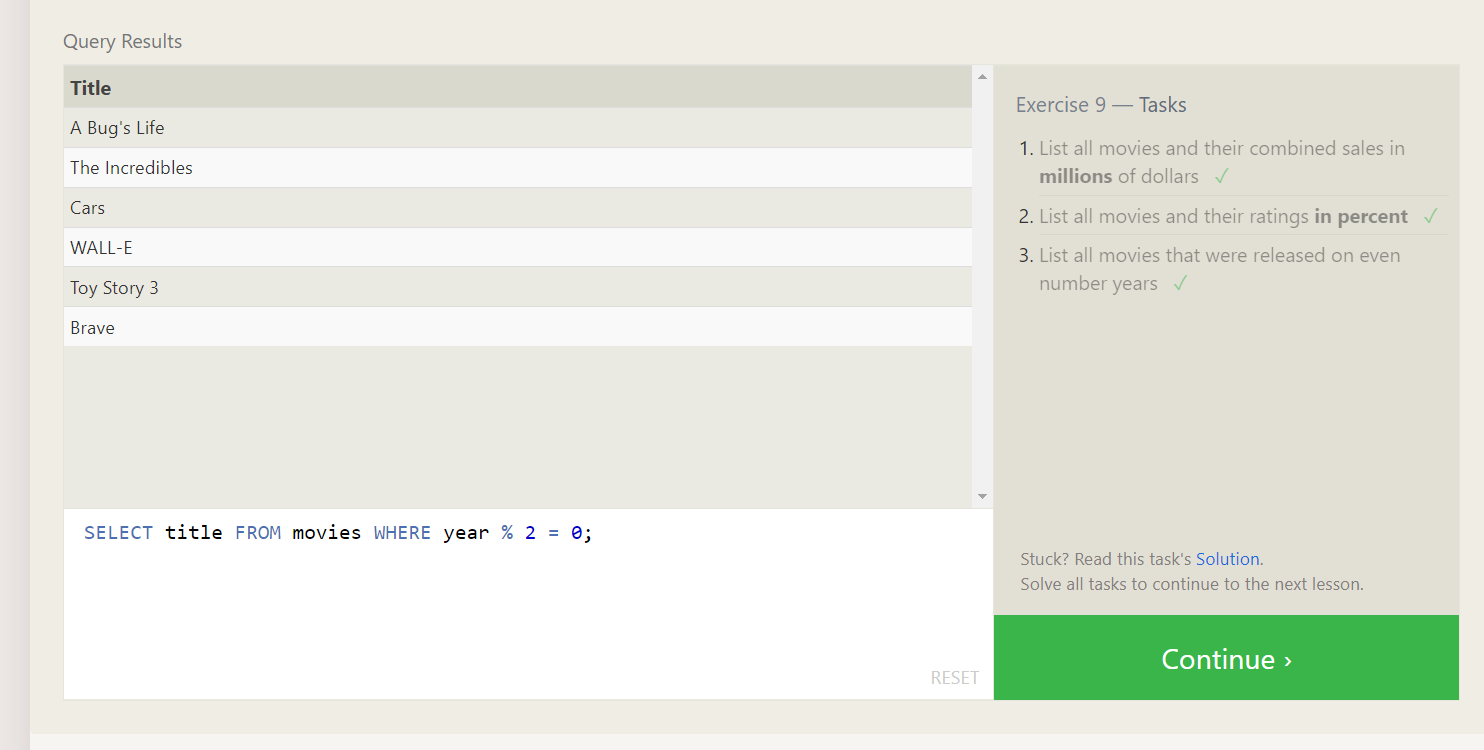 Query Results
Title
A Bug's Life
The Incredibles
Cars
WALL-E
Toy Story 3
Brave
SELECT title FROM movies WHERE year % 2 = 0;
RESET
Exercise 9 — Tasks
1. List all movies and their combined sales in
millions of dollars ✓
2. List all movies and their ratings in percent ✓
3. List all movies that were released on even
number years ✓
Stuck? Read this task's Solution.
Solve all tasks to continue to the next lesson.
Continue ›